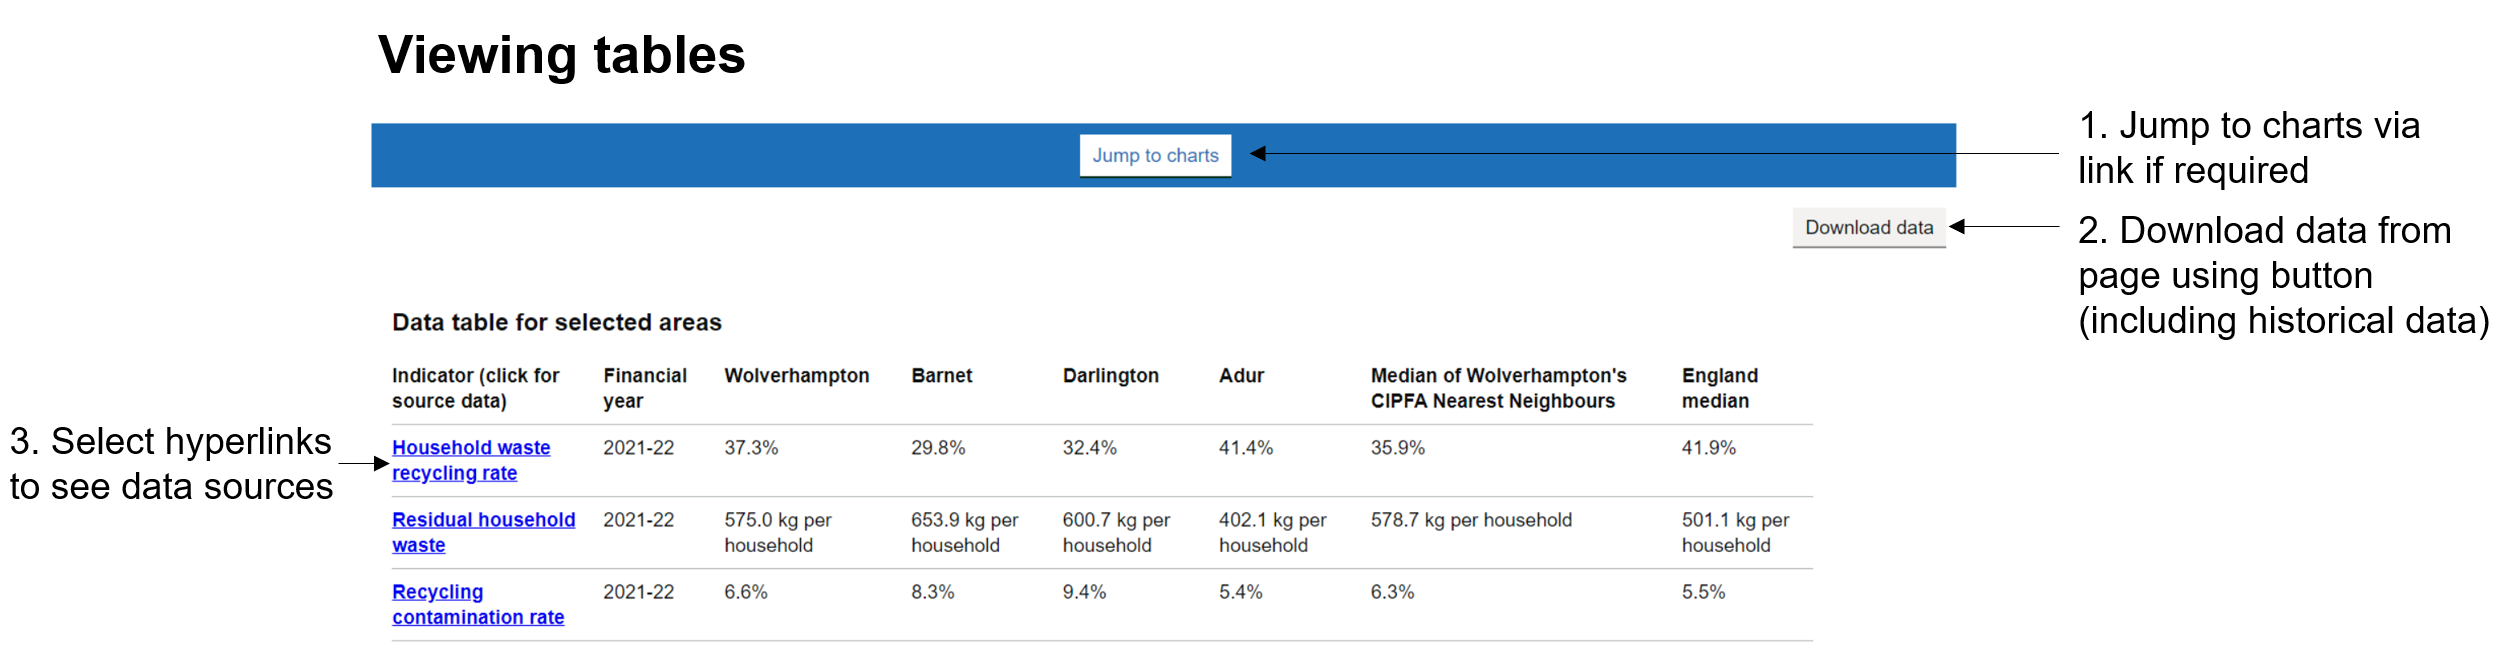 Viewing tables
Jump to charts
1. Jump to charts via
link if required
Download data
2. Download data from
page using button
(including historical data)
Data table for selected areas
Indicator (click for
source data)
Financial
year
Wolverhampton
Barnet
Darlington
Adur
Median of Wolverhampton's
CIPFA Nearest Neighbours
England
median
3. Select hyperlinks
to see data sources
Household waste
recycling rate
2021-22
37.3%
29.8%
32.4%
41.4%
35.9%
41.9%
Residual household
waste
2021-22
575.0 kg per
household
653.9 kg per
household
600.7 kg per
household
402.1 kg per
household
578.7 kg per household
501.1 kg per
household
Recycling
contamination rate
2021-22
6.6%
8.3%
9.4%
5.4%
6.3%
5.5%